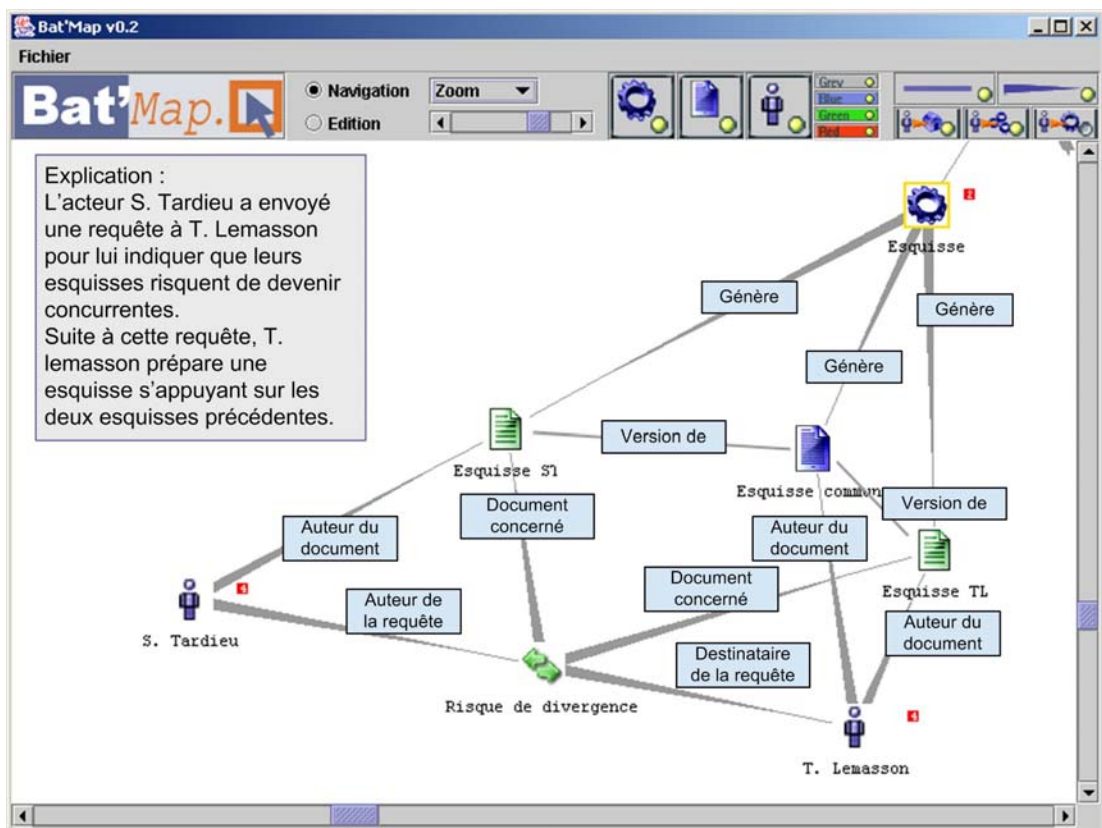 Bat'Map v0.2
Fichier
Bat'Map.
Navigation
Zoom
Edition
Grey
Blue
Green
Red
Explication :
L'acteur S. Tardieu a envoyé
une requête à T. Lemasson
pour lui indiquer que leurs
esquisses risquent de devenir
concurrentes.
Suite à cette requête, T.
lemasson prépare une
esquisse s'appuyant sur les
deux esquisses précédentes.
2
Esquisse
Génère
Génère
Génère
Version de
Esquisse ST
Esquisse commun
Document
concerné
Version de
Auteur du
document
Auteur du
document
Document
concerné
Esquisse TL
4
Auteur de
la requête
Auteur du
document
S. Tardieu
Destinataire
de la requête
Risque de divergence
4
T. Lemasson